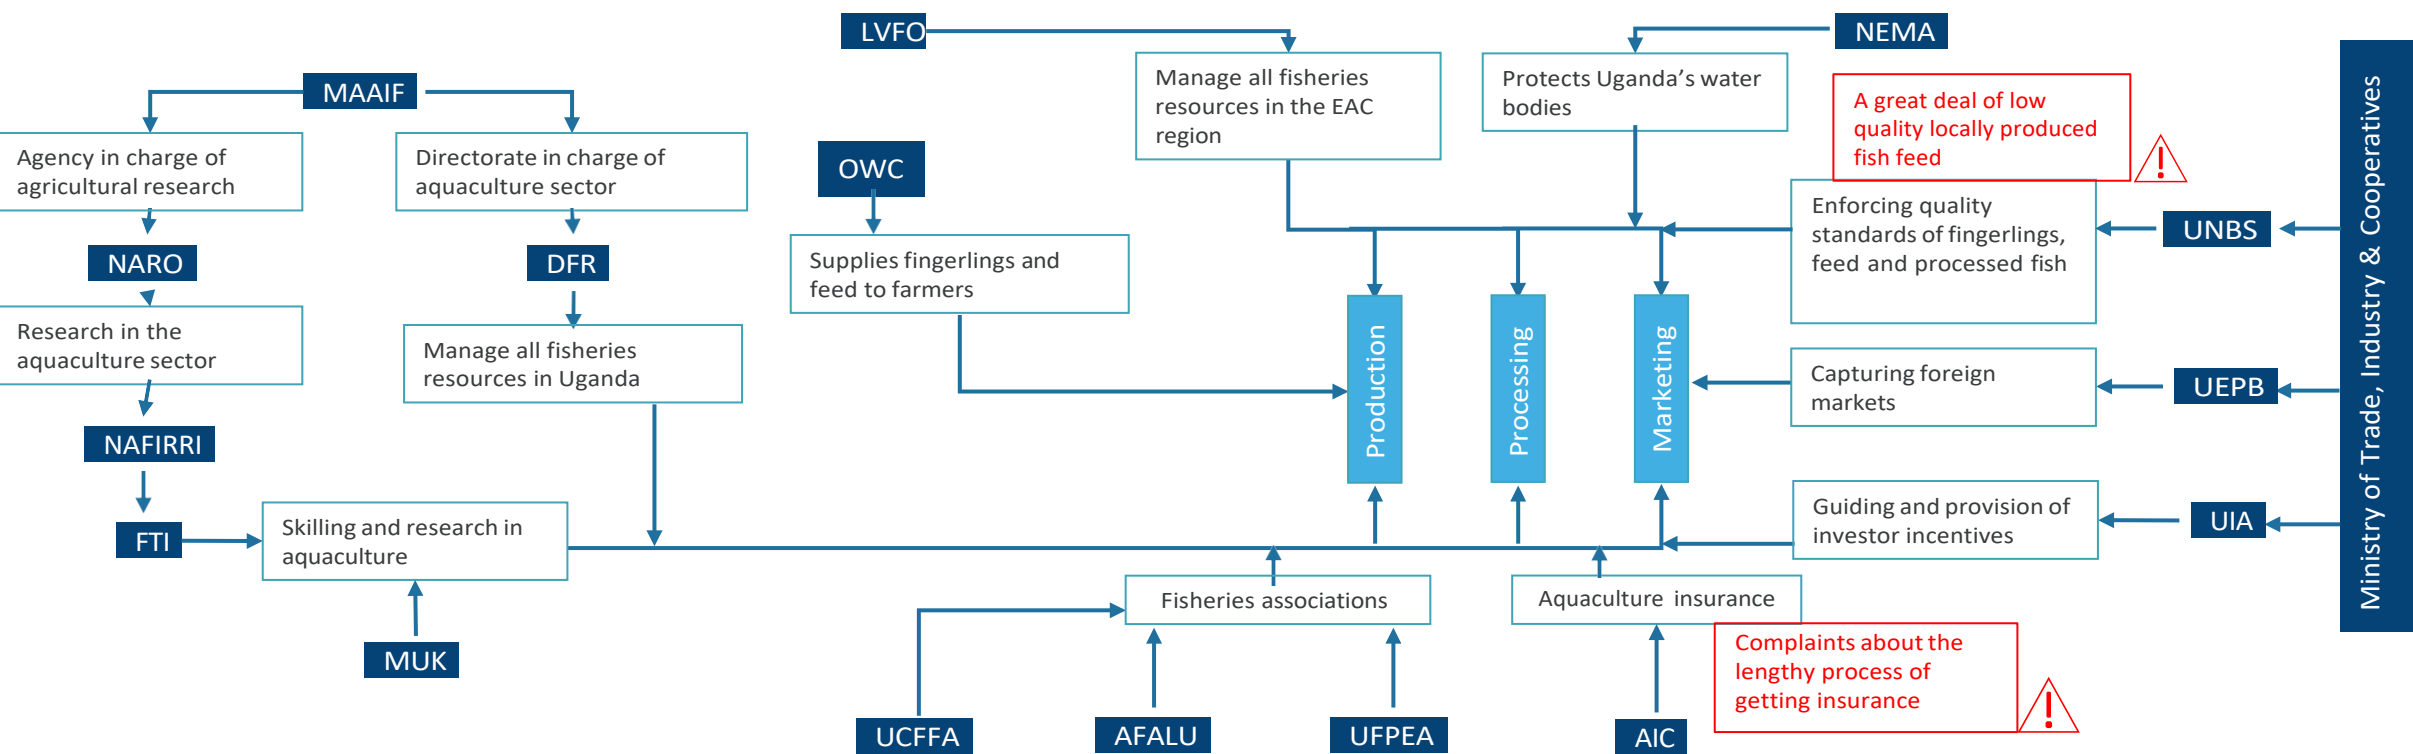 LVFO
NEMA
MAAIF
Manage all fisheries
resources in the EAC
region
Protects Uganda's water
bodies
A great deal of low
quality locally produced
fish feed
!
Agency in charge of
agricultural research
Directorate in charge of
aquaculture sector
OWC
Enforcing quality
standards of fingerlings,
feed and processed fish
UNBS
NARO
DFR
Supplies fingerlings and
feed to farmers
Research in the
aquaculture sector
Manage all fisheries
resources in Uganda
Production
Processing
Marketing
Capturing foreign
markets
UEPB
Ministry of Trade, Industry & Cooperatives
NAFIRRI
FTI
Skilling and research in
aquaculture
Guiding and provision of
investor incentives
UIA
Fisheries associations
Aquaculture insurance
MUK
Complaints about the
lengthy process of
getting insurance
!
UCFFA
AFALU
UFPEA
AIC